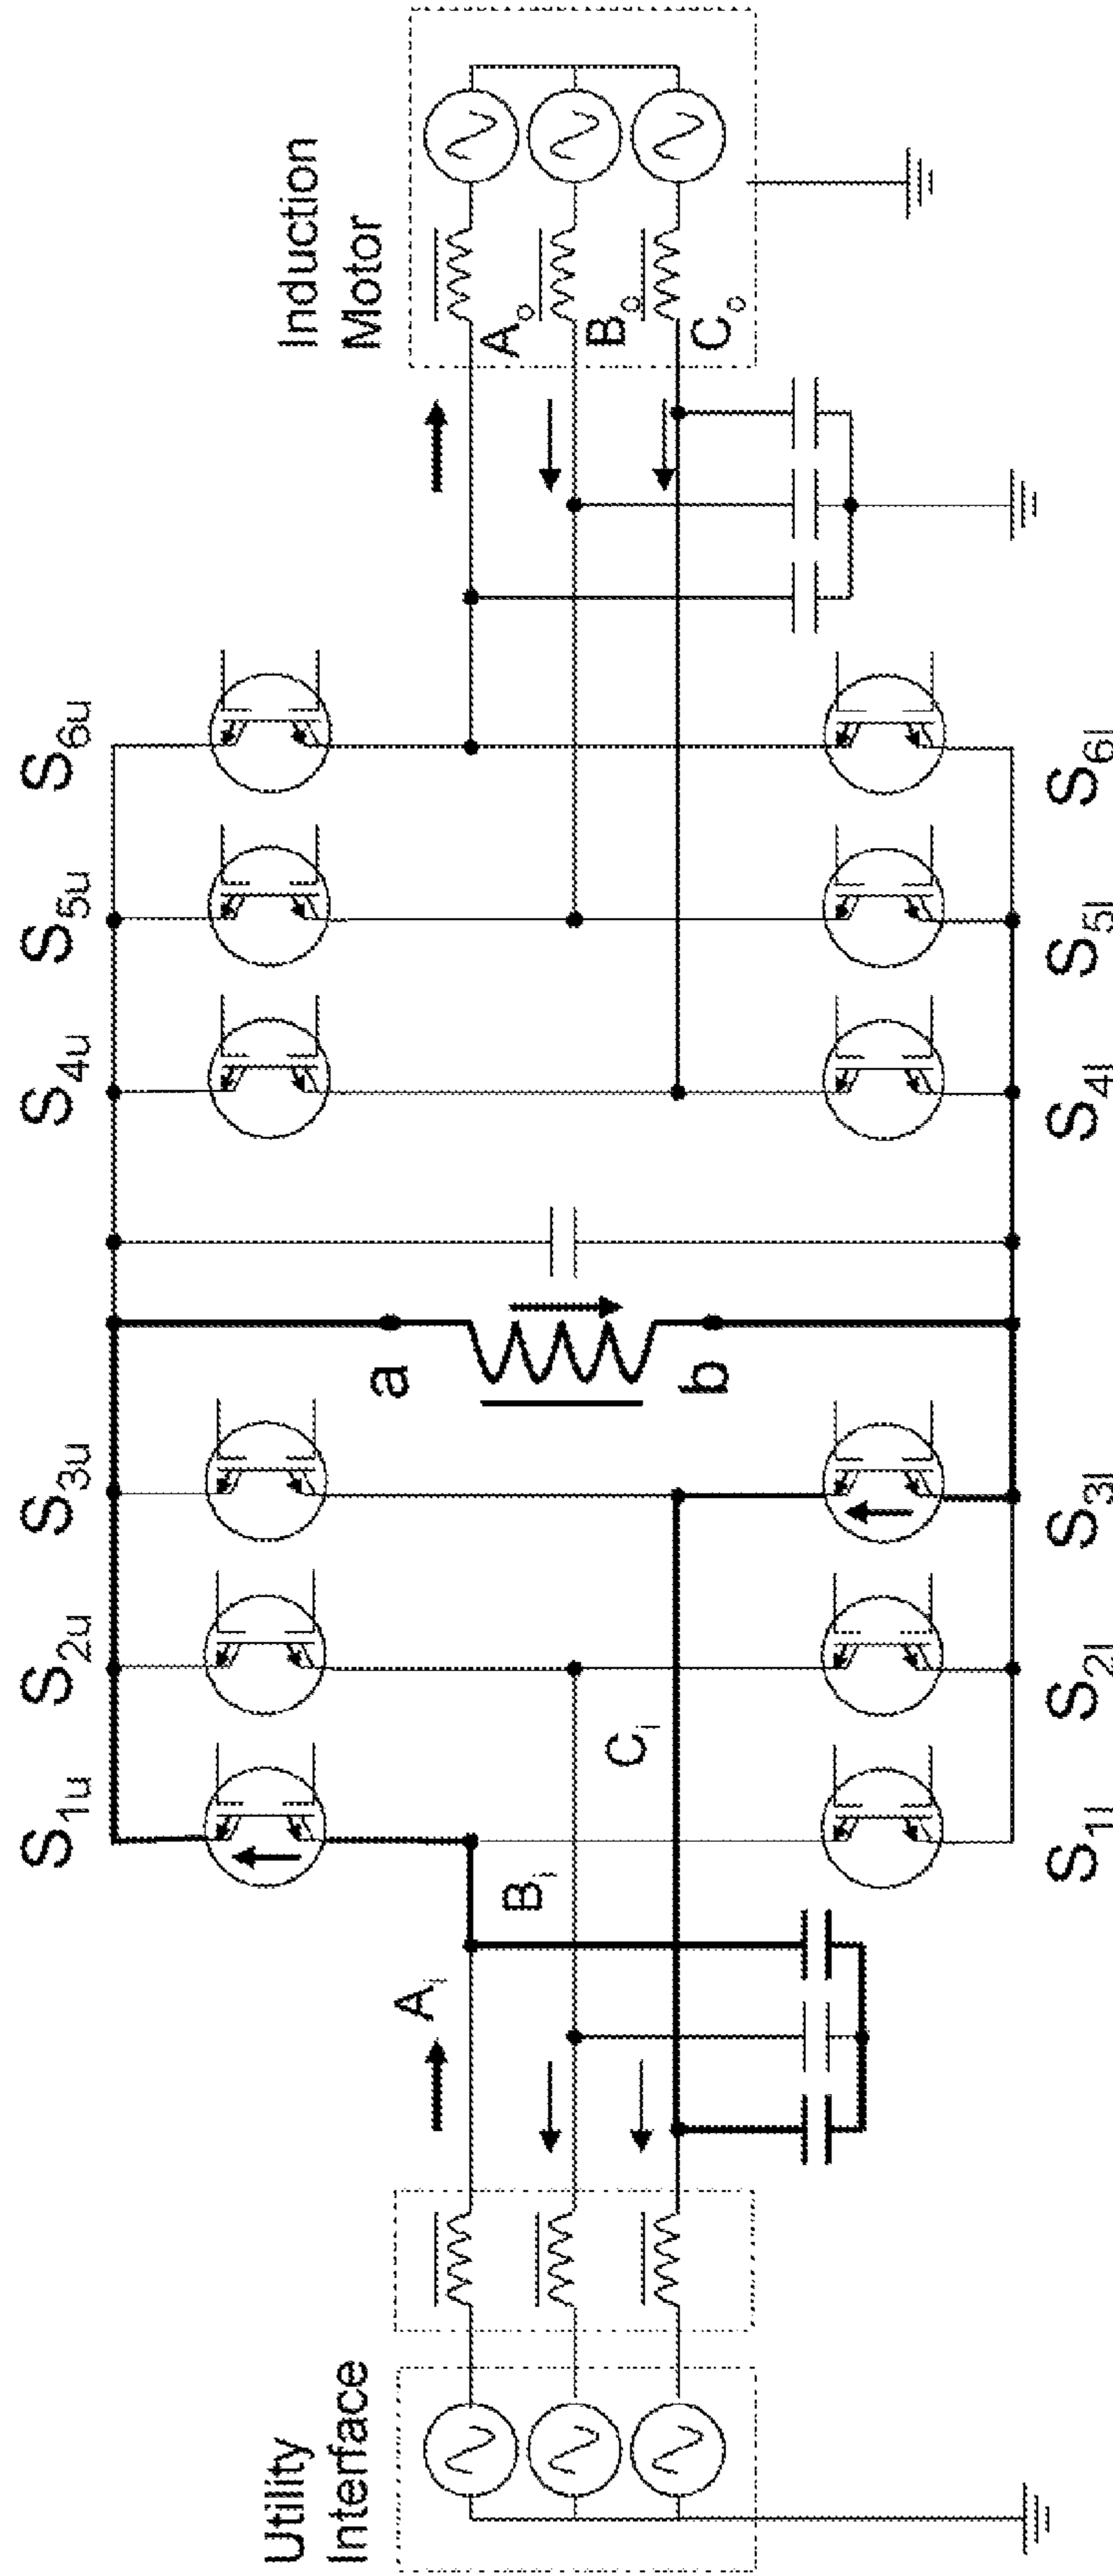 Utility
Interface
Induction
Motor
S1u
S2u
S3u
S4u
S5u
S6u
Ai
Bi
Ci
a
b
Ao
Bo
Co
S1l
S2l
S3l
S4l
S5l
S6l